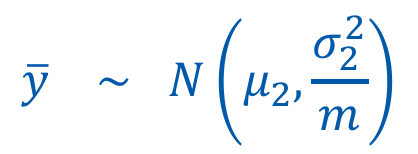 ȳ ~ N(μ₂, σ₂²/m)